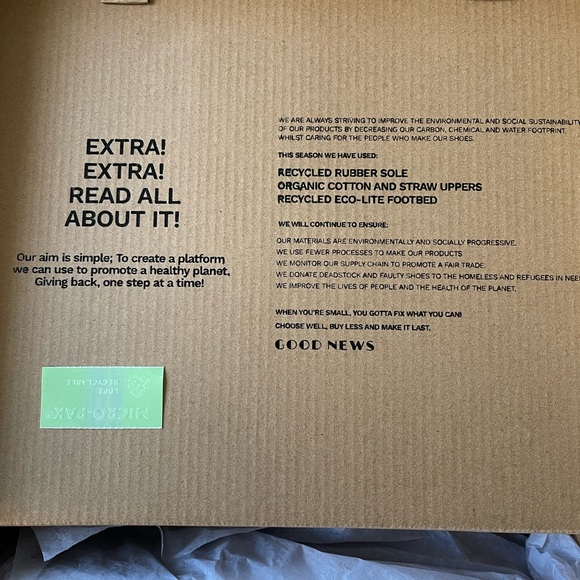 EXTRA!
EXTRA!
READ ALL
ABOUT IT!
Our aim is simple; To create a platform
we can use to promote a healthy planet,
Giving back, one step at a time!
WE ARE ALWAYS STRIVING TO IMPROVE THE ENVIRONMENTAL AND SOCIAL SUSTAINABILITY
OF OUR PRODUCTS BY DECREASING OUR CARBON, CHEMICAL AND WATER FOOTPRINT,
WHILST CARING FOR THE PEOPLE WHO MAKE OUR SHOES.
THIS SEASON WE HAVE USED:
RECYCLED RUBBER SOLE
ORGANIC COTTON AND STRAW UPPERS
RECYCLED ECO-LITE FOOTBED
WE WILL CONTINUE TO ENSURE:
OUR MATERIALS ARE ENVIRONMENTALLY AND SOCIALLY PROGRESSIVE.
WE USE FEWER PROCESSES TO MAKE OUR PRODUCTS
WE MONITOR OUR SUPPLY CHAIN TO PROMOTE A FAIR TRADE.
WE DONATE DEADSTOCK AND FAULTY SHOES TO THE HOMELESS AND REFUGEES IN NEE
WE IMPROVE THE LIVES OF PEOPLE AND THE HEALTH OF THE PLANET,
WHEN YOU'RE SMALL, YOU GOTTA FIX WHAT YOU CAN!
CHOOSE WELL, BUY LESS AND MAKE IT LAST.
GOOD NEWS
MICRO-PAK®
LDPE
RECYCLABLE